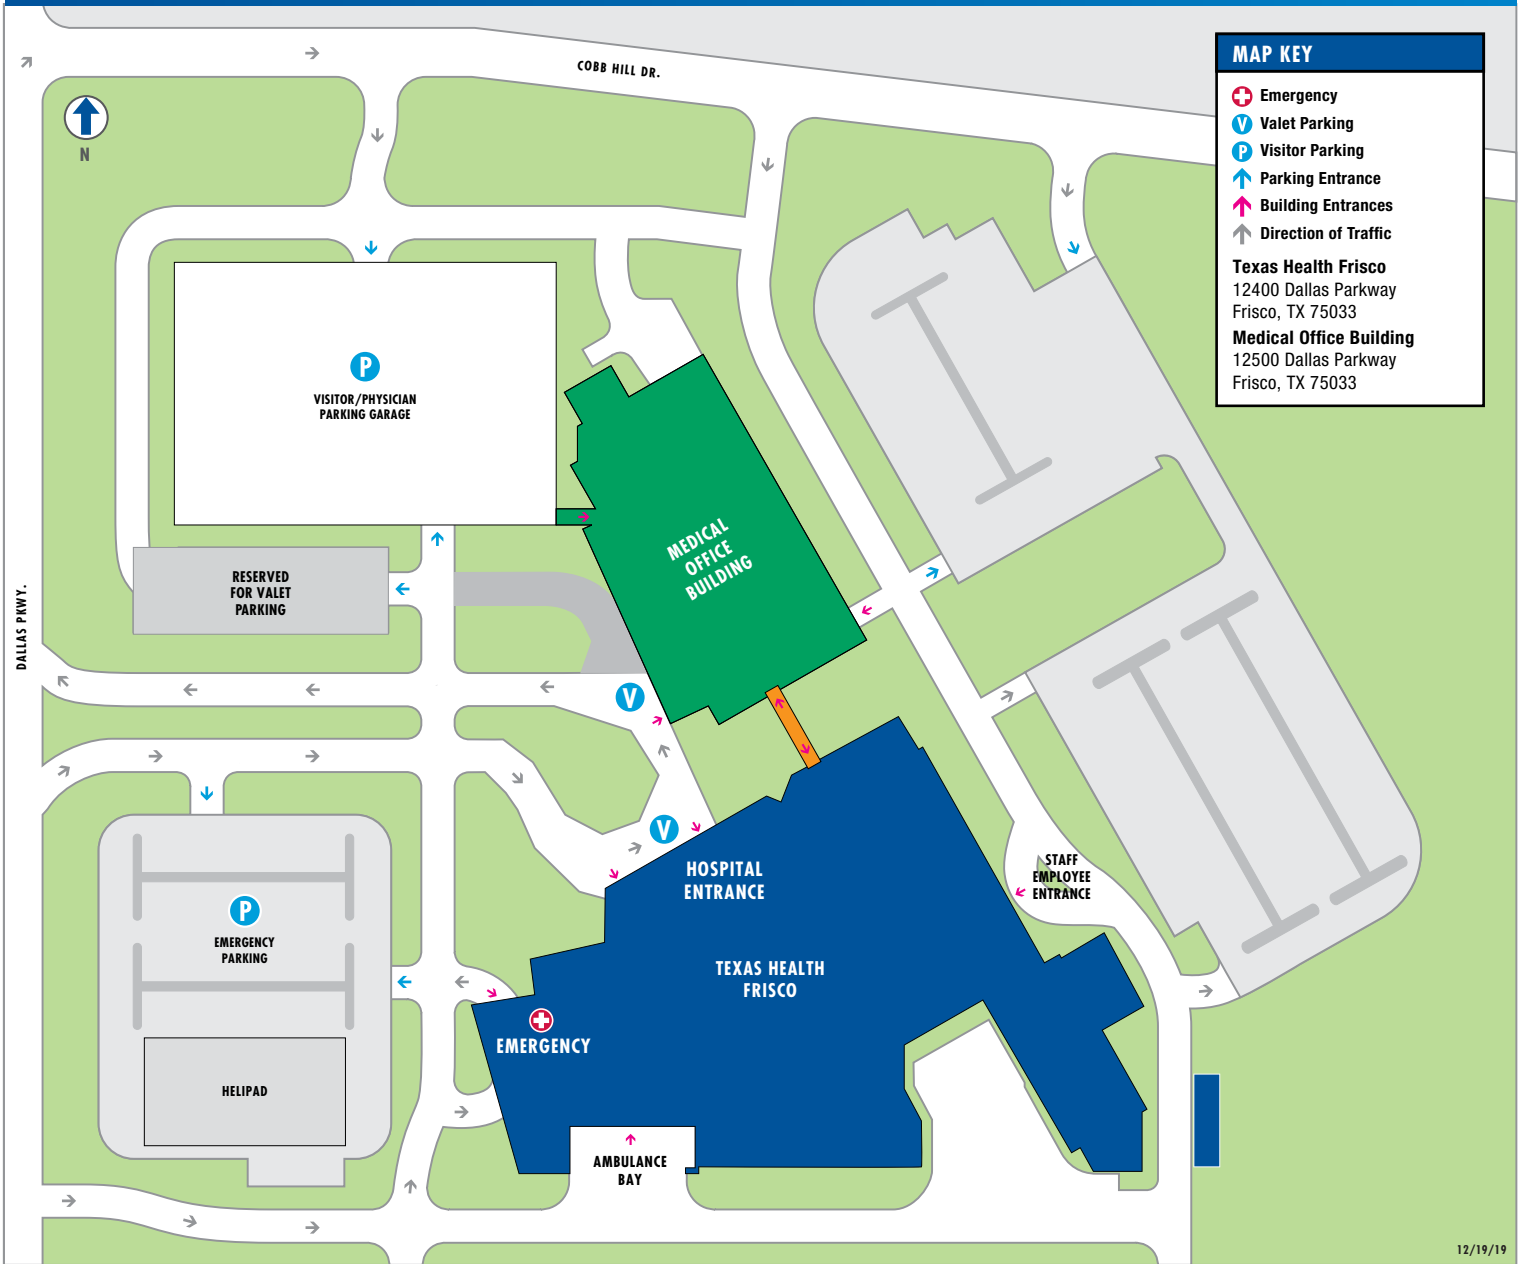 COBB HILL DR.
MAP KEY
Emergency
V Valet Parking
P Visitor Parking
Parking Entrance
Building Entrances
Direction of Traffic
Texas Health Frisco
12400 Dallas Parkway
Frisco, TX 75033
Medical Office Building
12500 Dallas Parkway
Frisco, TX 75033
N
P
VISITOR/PHYSICIAN
PARKING GARAGE
MEDICAL
OFFICE
BUILDING
RESERVED
FOR VALET
PARKING
DALLAS PKWY.
V
V
HOSPITAL
ENTRANCE
STAFF
EMPLOYEE
ENTRANCE
P
EMERGENCY
PARKING
TEXAS HEALTH
FRISCO
EMERGENCY
HELIPAD
AMBULANCE
BAY
12/19/19